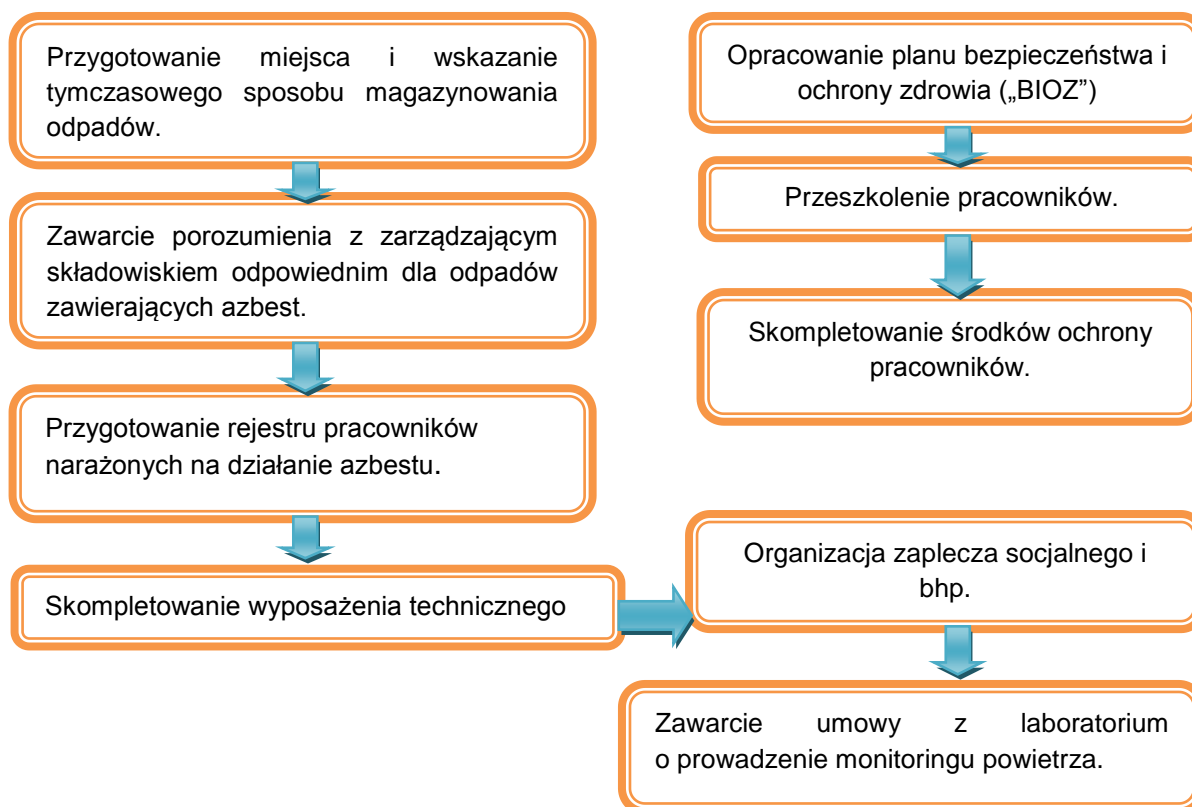 Przygotowanie miejsca i wskazanie
tymczasowego sposobu magazynowania
odpadów.
Zawarcie porozumienia z zarządzającym
składowiskiem odpowiednim dla odpadów
zawierających azbest.
Przygotowanie rejestru pracowników
narażonych na działanie azbestu.
Skompletowanie wyposażenia technicznego
Opracowanie planu bezpieczeństwa i
ochrony zdrowia („BIOZ”)
Przeszkolenie pracowników.
Skompletowanie środków ochrony
pracowników.
Organizacja zaplecza socjalnego i
bhp.
Zawarcie umowy z laboratorium
o prowadzenie monitoringu powietrza.